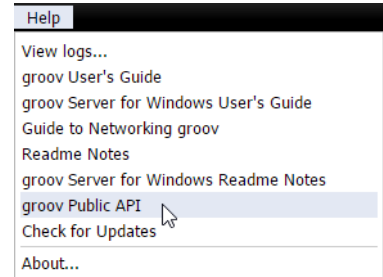 Help
View logs...
groov User's Guide
groov Server for Windows User's Guide
Guide to Networking groov
Readme Notes
groov Server for Windows Readme Notes
groov Public API
Check for Updates
About...